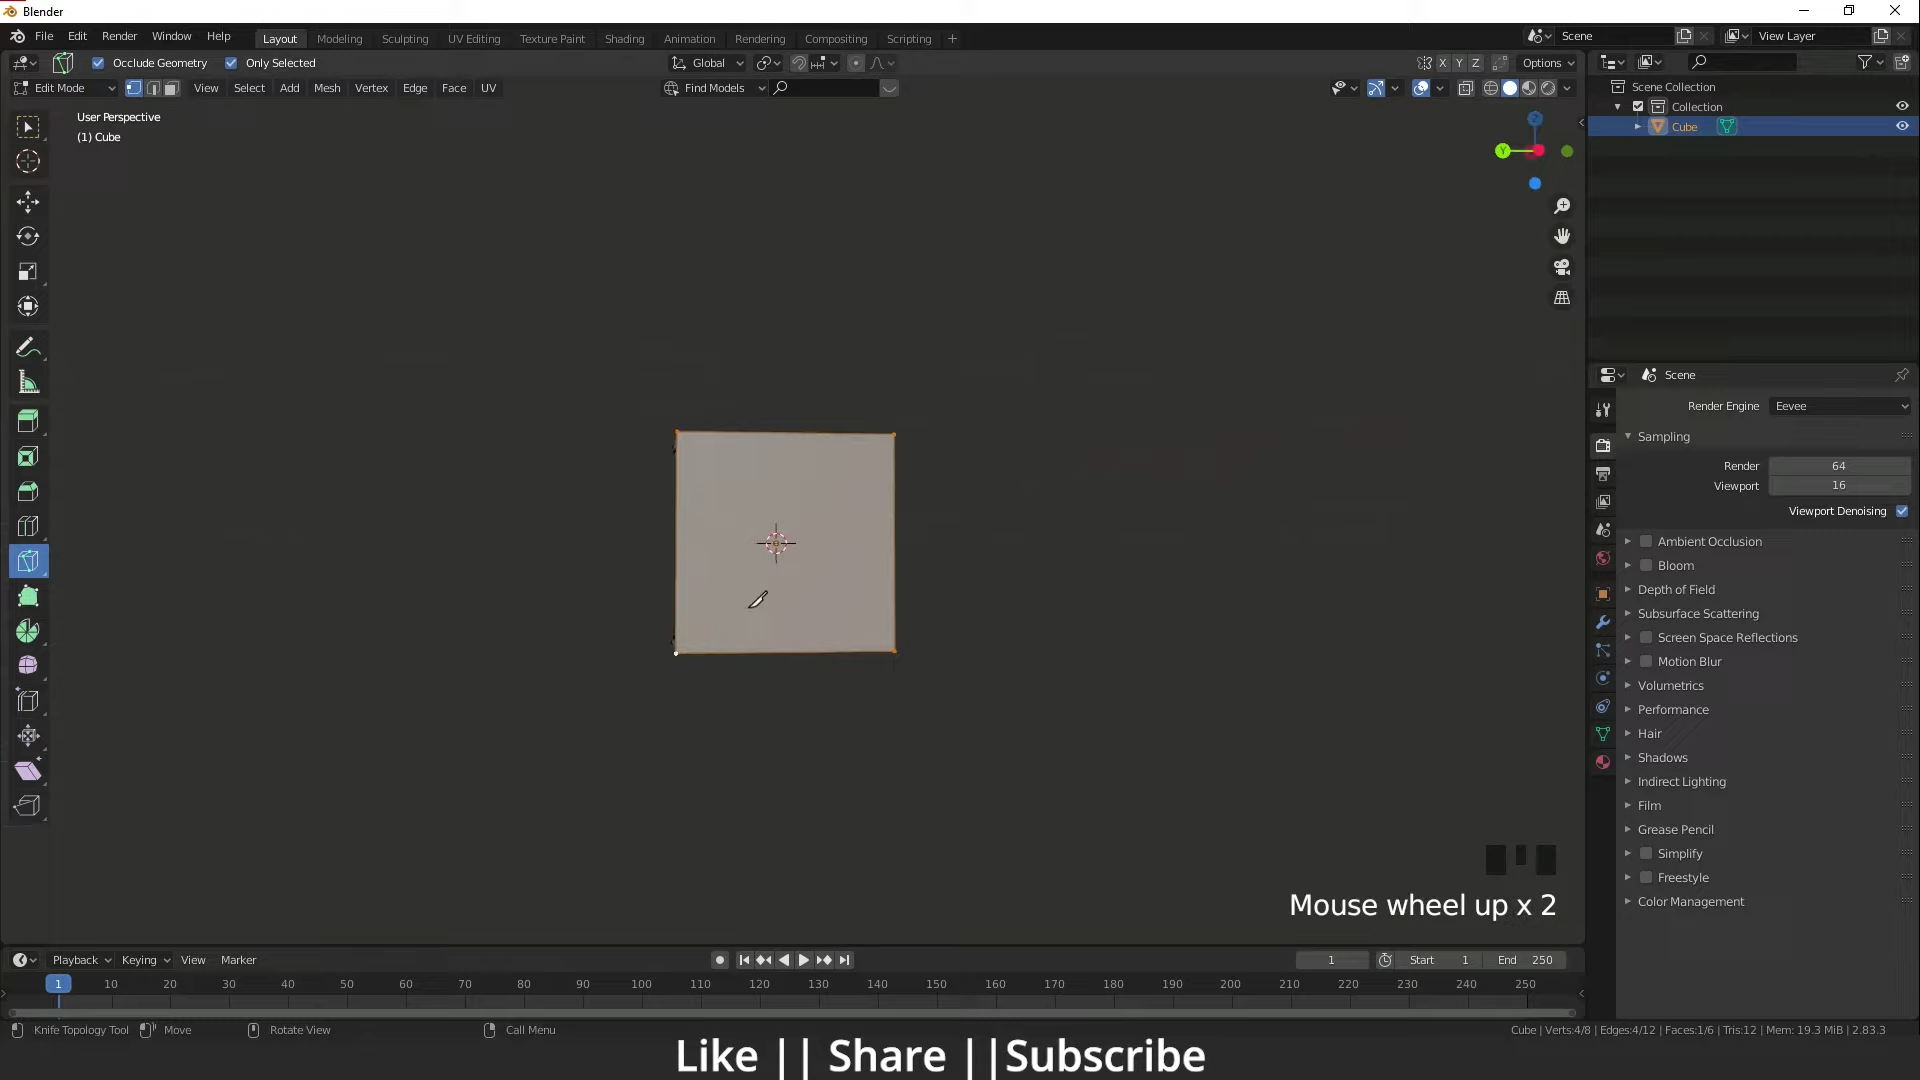 Blender
File Edit Render Window Help
Layout Modeling Sculpting UV Editing Texture Paint Shading Animation Rendering Compositing Scripting +
Scene
View Layer
Occlude Geometry Only Selected
Global
X Y Z Options
Edit Mode View Select Add Mesh Vertex Edge Face UV
Find Models
User Perspective
(1) Cube
Z
Y
Scene Collection
Collection
Cube
Scene
Render Engine Eevee
Sampling
Render 64
Viewport 16
Viewport Denoising
Ambient Occlusion
Bloom
Depth of Field
Subsurface Scattering
Screen Space Reflections
Motion Blur
Volumetrics
Performance
Hair
Shadows
Indirect Lighting
Film
Grease Pencil
Simplify
Freestyle
Color Management
Mouse wheel up x 2
Playback Keying View Marker
1 Start 1 End 250
1 10 20 30 40 50 60 70 80 90 100 110 120 130 140 150 160 170 180 190 200 210 220 230 240 250
Knife Topology Tool Move Rotate View Call Menu
Cube | Verts:4/8 | Edges:4/12 | Faces:1/6 | Tris:12 | Mem: 19.3 MiB | 2.83.3
Like || Share ||Subscribe